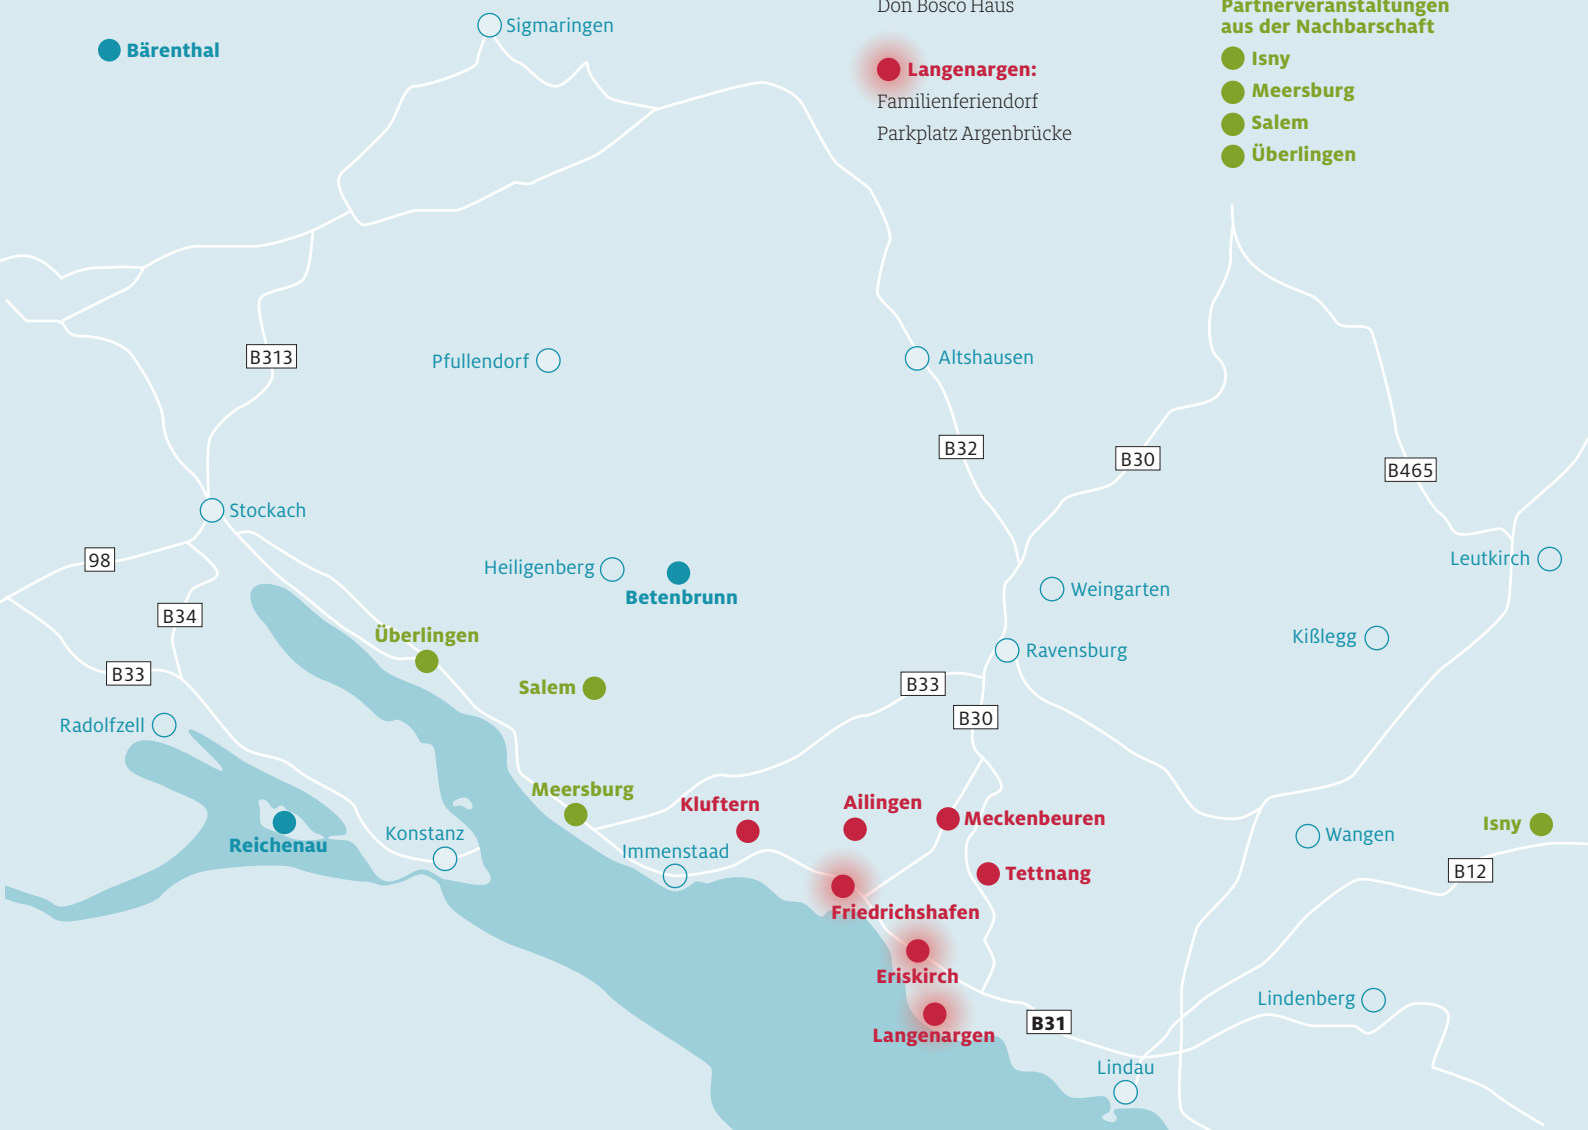 Don Bosco Haus
Langenargen:
Familienferiendorf
Parkplatz Argenbrücke
Partnerveranstaltungen
aus der Nachbarschaft
Isny
Meersburg
Salem
Überlingen
Sigmaringen
Bärenthal
B313
Pfullendorf
Altshausen
B32
B30
B465
Stockach
98
Heiligenberg
Betenbrunn
Weingarten
Leutkirch
B34
Überlingen
Kißlegg
Ravensburg
B33
Salem
B33
B30
Radolfzell
Meersburg
Kluftern
Ailingen
Meckenbeuren
Isny
Reichenau
Konstanz
Immenstaad
Wangen
Tettnang
B12
Friedrichshafen
Eriskirch
Lindenberg
B31
Langenargen
Lindau